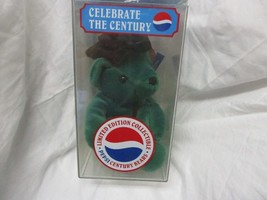 CELEBRATE
THE CENTURY
LIMITED EDITION COLLECTIBLE
PEPSI CENTURY BEARS